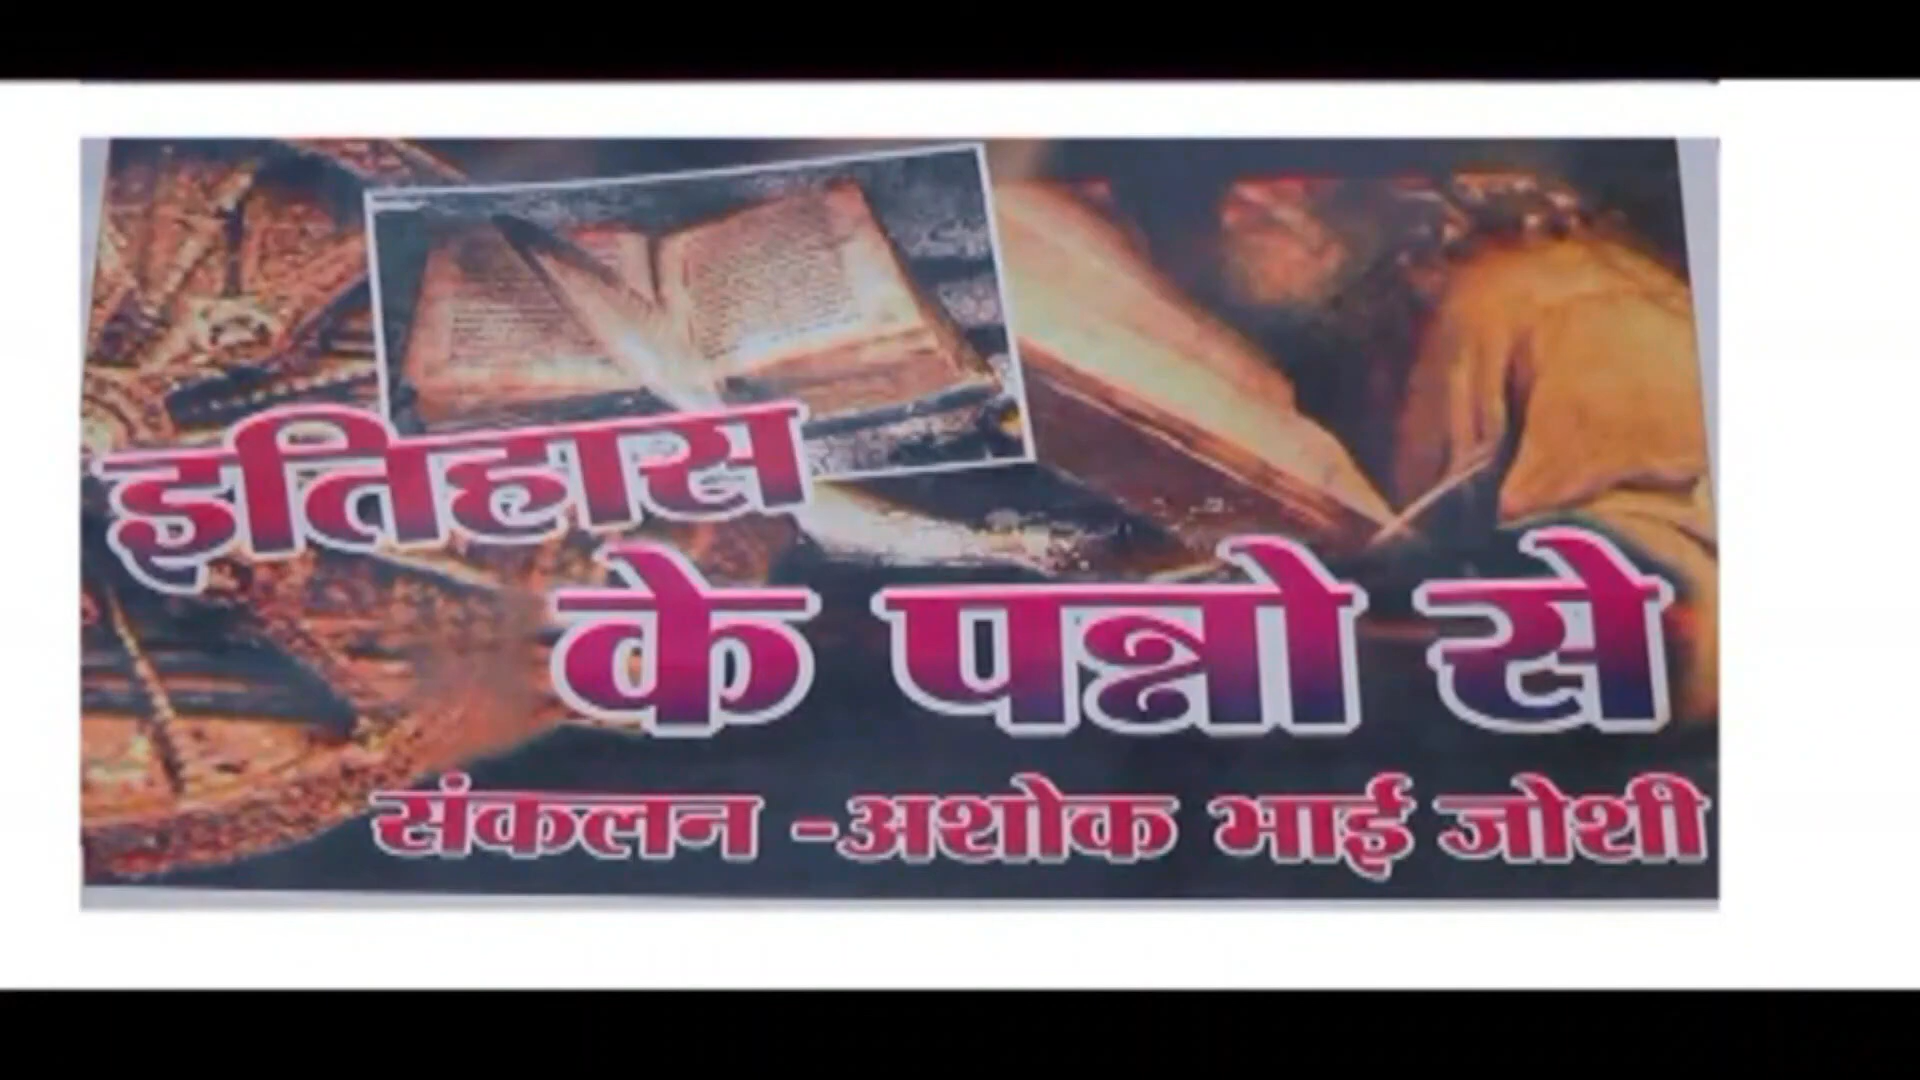 इतिहास
के पन्नो से
संकलन -अशोक भाई जोशी